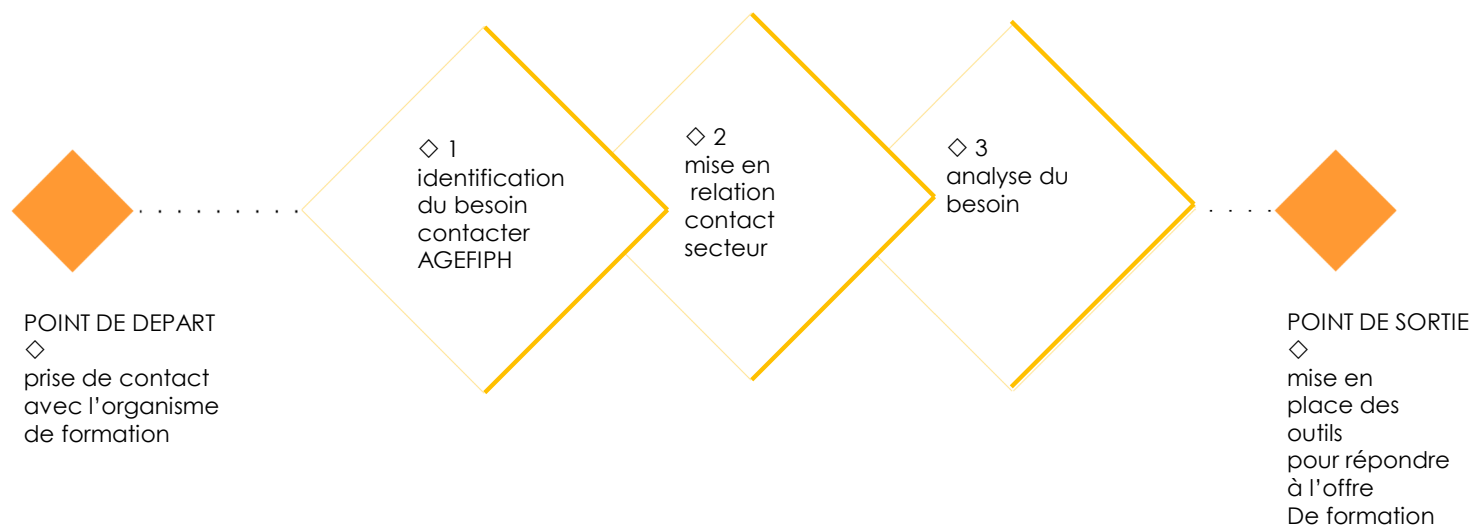 ◇ 1
identification
du besoin
contacter
AGEFIPH
◇ 2
mise en
relation
contact
secteur
◇ 3
analyse du
besoin
POINT DE DEPART
◇
prise de contact
avec l’organisme
de formation
POINT DE SORTIE
◇
mise en
place des
outils
pour répondre
à l’offre
De formation